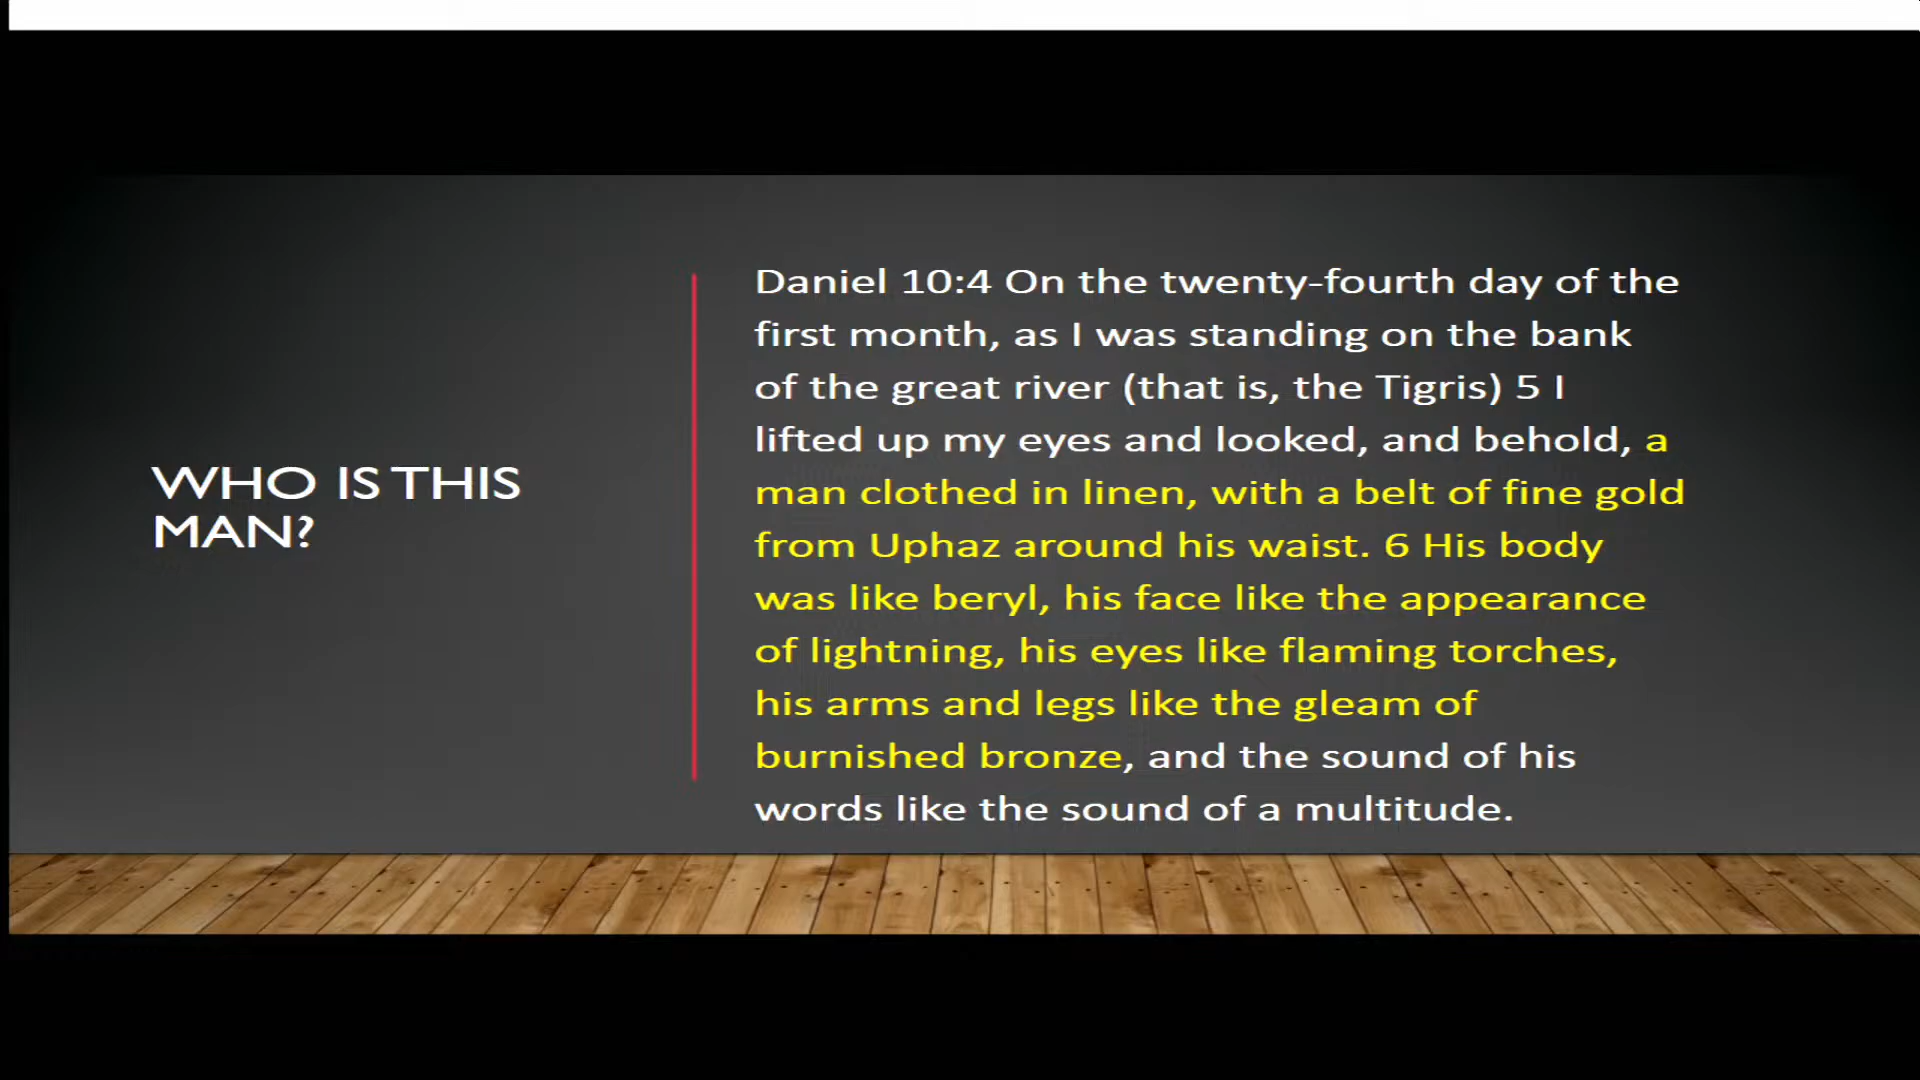 WHO IS THIS
MAN?
Daniel 10:4 On the twenty-fourth day of the
first month, as I was standing on the bank
of the great river (that is, the Tigris) 5 I
lifted up my eyes and looked, and behold, a
man clothed in linen, with a belt of fine gold
from Uphaz around his waist. 6 His body
was like beryl, his face like the appearance
of lightning, his eyes like flaming torches,
his arms and legs like the gleam of
burnished bronze, and the sound of his
words like the sound of a multitude.